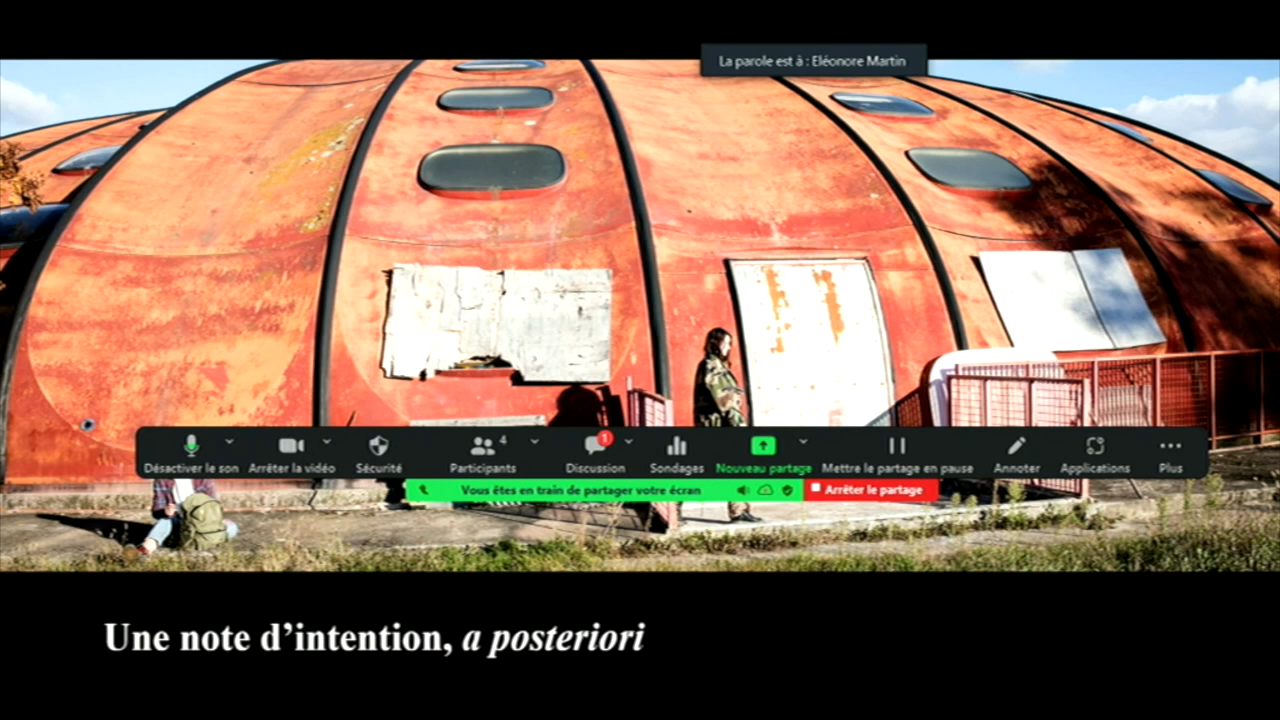 La parole est à : Eléonore Martin
4
1
Désactiver le son Arrêter la vidéo Sécurité Participants Discussion Sondages Nouveau partage Mettre le partage en pause Annoter Applications Plus
Vous êtes en train de partager votre écran Arrêter le partage
Une note d’intention, a posteriori